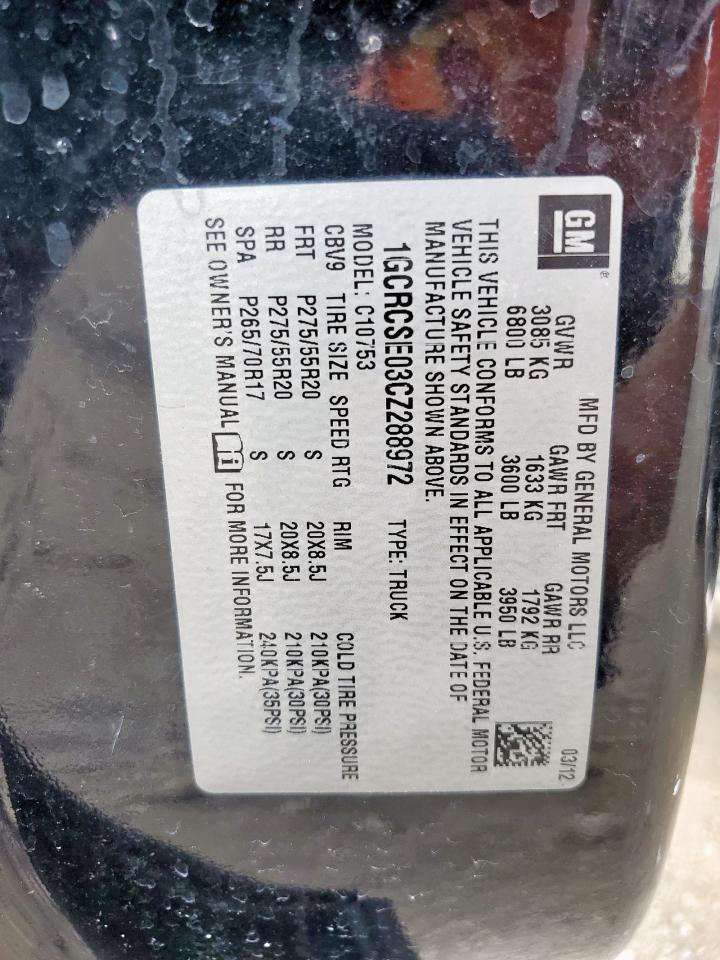 GM
®
MFD BY GENERAL MOTORS LLC
03/12
GVWR GAWR FRT GAWR RR
3085 KG 1633 KG 1792 KG
6800 LB 3600 LB 3950 LB
THIS VEHICLE CONFORMS TO ALL APPLICABLE U.S. FEDERAL MOTOR
VEHICLE SAFETY STANDARDS IN EFFECT ON THE DATE OF
MANUFACTURE SHOWN ABOVE.
1GCRCSE03CZ288972 TYPE: TRUCK
MODEL: C10753
CBV9 TIRE SIZE SPEED RTG RIM COLD TIRE PRESSURE
FRT P275/55R20 S 20X8.5J 210KPA(30PSI)
RR P275/55R20 S 20X8.5J 210KPA(30PSI)
SPA P265/70R17 S 17X7.5J 240KPA(35PSI)
SEE OWNER'S MANUAL FOR MORE INFORMATION.